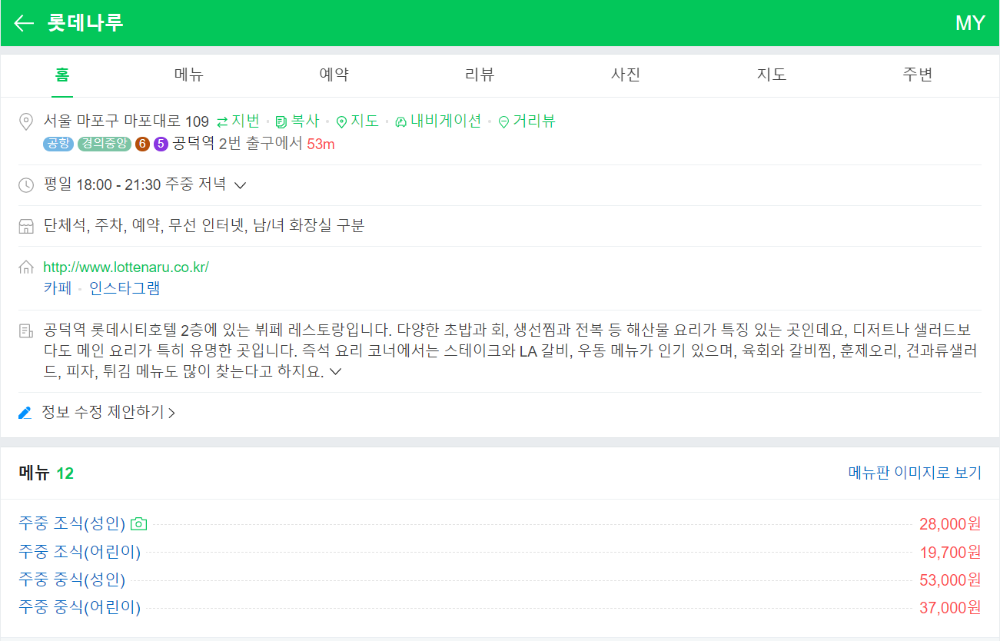 롯데나루
MY
홈 메뉴 예약 리뷰 사진 지도 주변
서울 마포구 마포대로 109 지번 · 복사 · 지도 · 내비게이션 · 거리뷰
공항 경의중앙 6 5 공덕역 2번 출구에서 53m
평일 18:00 - 21:30 주중 저녁
단체석, 주차, 예약, 무선 인터넷, 남/녀 화장실 구분
http://www.lottenaru.co.kr/
카페 · 인스타그램
공덕역 롯데시티호텔 2층에 있는 뷔페 레스토랑입니다. 다양한 초밥과 회, 생선찜과 전복 등 해산물 요리가 특징 있는 곳인데요, 디저트나 샐러드보
다도 메인 요리가 특히 유명한 곳입니다. 즉석 요리 코너에서는 스테이크와 LA 갈비, 우동 메뉴가 인기 있으며, 육회와 갈비찜, 훈제오리, 견과류샐러
드, 피자, 튀김 메뉴도 많이 찾는다고 하지요.
정보 수정 제안하기
메뉴 12
메뉴판 이미지로 보기
주중 조식(성인) 28,000원
주중 조식(어린이) 19,700원
주중 중식(성인) 53,000원
주중 중식(어린이) 37,000원